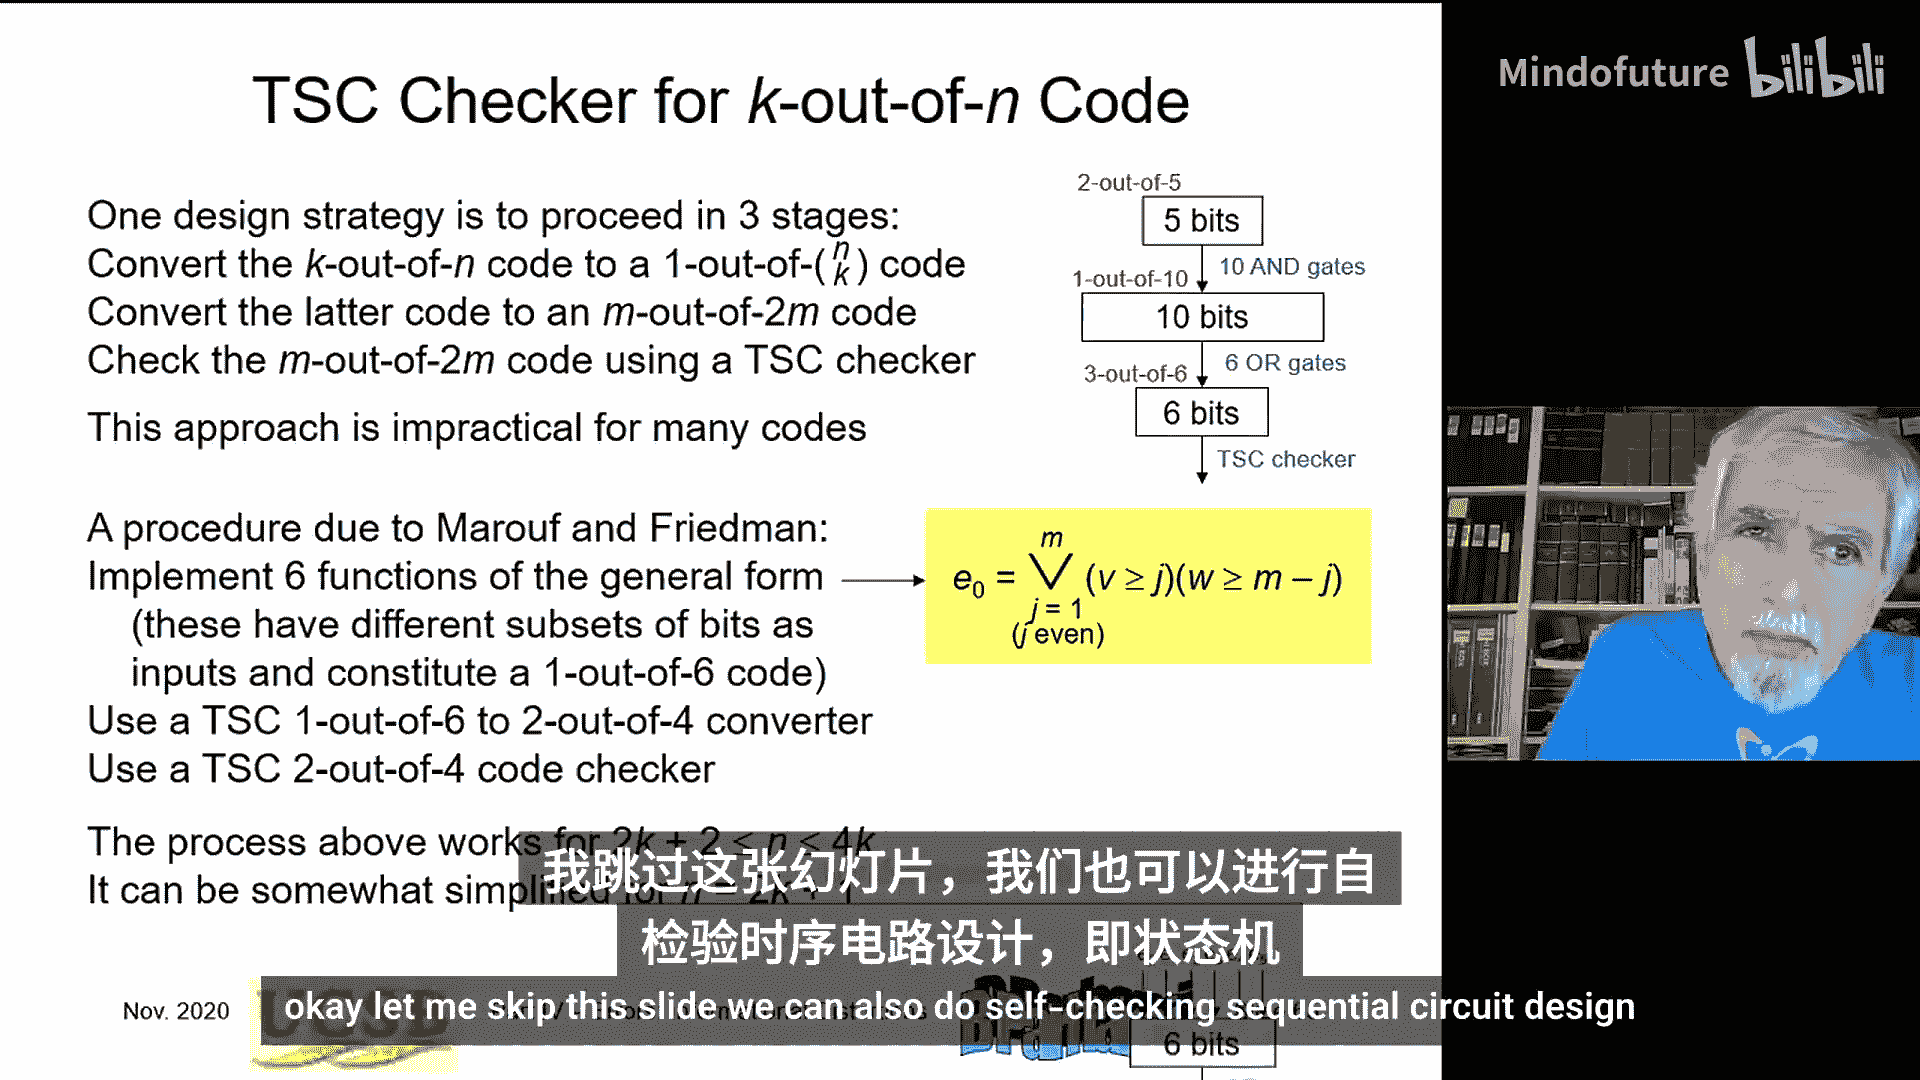 TSC Checker for k-out-of-n Code
Mindofuture bilibili
One design strategy is to proceed in 3 stages:
Convert the k-out-of-n code to a 1-out-of-(n k) code
Convert the latter code to an m-out-of-2m code
Check the m-out-of-2m code using a TSC checker
This approach is impractical for many codes
2-out-of-5
5 bits
10 AND gates
1-out-of-10
10 bits
6 OR gates
3-out-of-6
6 bits
TSC checker
A procedure due to Marouf and Friedman:
Implement 6 functions of the general form
(these have different subsets of bits as
inputs and constitute a 1-out-of-6 code)
Use a TSC 1-out-of-6 to 2-out-of-4 converter
Use a TSC 2-out-of-4 code checker
m
e0 = ⋁ (v ≥ j)(w ≥ m – j)
j = 1
(j even)
The process above works for 2k + 2 ≤ n ≤ 4k
It can be somewhat simplified for n = 2k + 1
我跳过这张幻灯片，我们也可以进行自
检验时序电路设计，即状态机
okay let me skip this slide we can also do self-checking sequential circuit design
Nov. 2020
6 bits